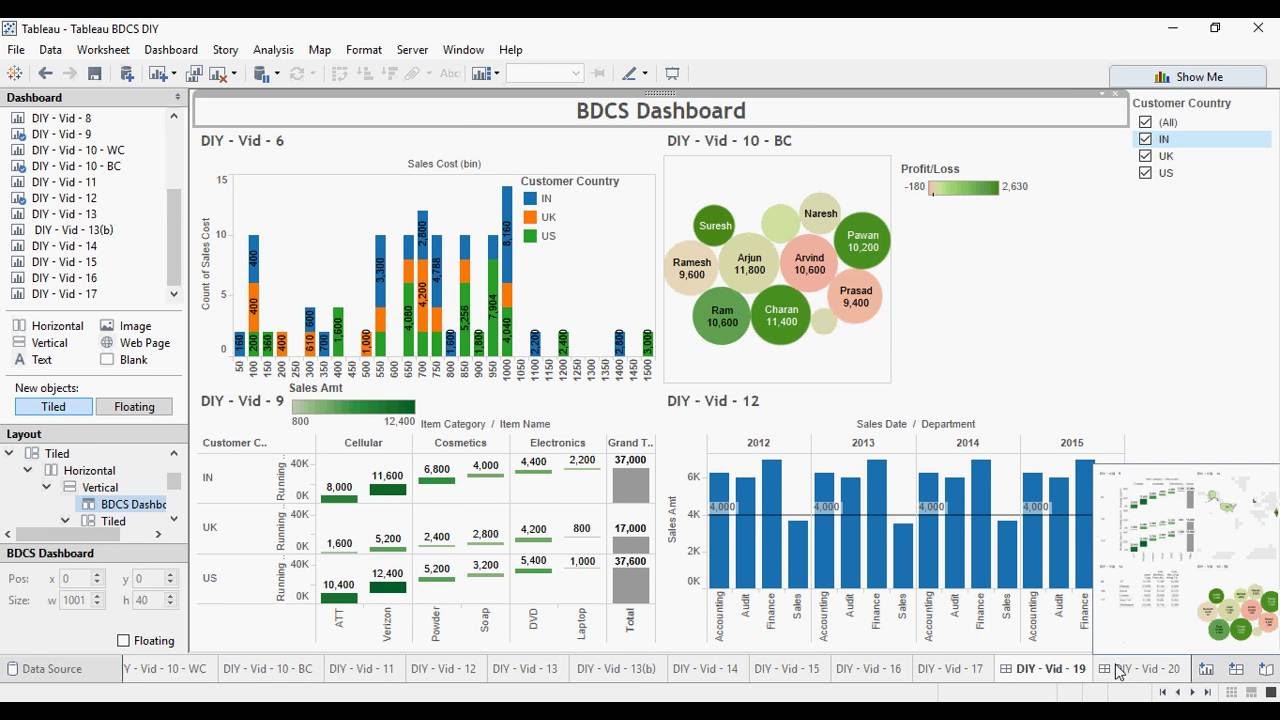 Tableau - Tableau BDCS DIY
File Data Worksheet Dashboard Story Analysis Map Format Server Window Help
Abc
Show Me
Dashboard
DIY - Vid - 8
DIY - Vid - 9
DIY - Vid - 10 - WC
DIY - Vid - 10 - BC
DIY - Vid - 11
DIY - Vid - 12
DIY - Vid - 13
DIY - Vid - 13(b)
DIY - Vid - 14
DIY - Vid - 15
DIY - Vid - 16
DIY - Vid - 17
Horizontal Image
Vertical Web Page
Text Blank
New objects:
Tiled Floating
Layout
Tiled
Horizontal
Vertical
BDCS Dashbc
Tiled
BDCS Dashboard
Pos: x 0 y 0
Size: w 1001 h 40
Floating
BDCS Dashboard
DIY - Vid - 6
Sales Cost (bin)
Count of Sales Cost
15
10
5
0
Customer Country
IN
UK
US
160
400
400
200
360
400
600
610
700
1,600
1,000
3,300
4,080
2,800
4,200
4,788
1,600
5,256
1,800
7,904
8,160
4,040
2,200
2,400
2,800
3,000
50 100 150 200 250 300 350 400 450 500 550 600 650 700 750 800 850 900 950 1000 1050 1100 1150 1200 1250 1300 1350 1400 1450 1500
DIY - Vid - 10 - BC
Suresh
Naresh
Pawan
10,200
Ramesh
9,600
Arjun
11,800
Arvind
10,600
Prasad
9,400
Ram
10,600
Charan
11,400
Profit/Loss
-180 2,630
Customer Country
(All)
IN
UK
US
DIY - Vid - 9
Sales Amt
800 12,400
Item Category / Item Name
Customer C.. Cellular Cosmetics Electronics Grand T..
IN Running .. 40K 0K 8,000 11,600 6,800 4,000 4,400 2,200 37,000
UK Running .. 40K 0K 1,600 5,200 2,400 2,800 4,200 800 17,000
US Running .. 40K 0K 10,400 12,400 5,200 3,200 5,400 1,000 37,600
ATT Verizon Powder Soap DVD Laptop Total
DIY - Vid - 12
Sales Date / Department
2012 2013 2014 2015
Sales Amt
6K
4K
2K
0K
4,000 4,000 4,000 4,000
Accounting Audit Finance Sales Accounting Audit Finance Sales Accounting Audit Finance Sales Accounting Audit Finance
Data Source Y - Vid - 10 - WC DIY - Vid - 10 - BC DIY - Vid - 11 DIY - Vid - 12 DIY - Vid - 13 DIY - Vid - 13(b) DIY - Vid - 14 DIY - Vid - 15 DIY - Vid - 16 DIY - Vid - 17 DIY - Vid - 19 DIY - Vid - 20